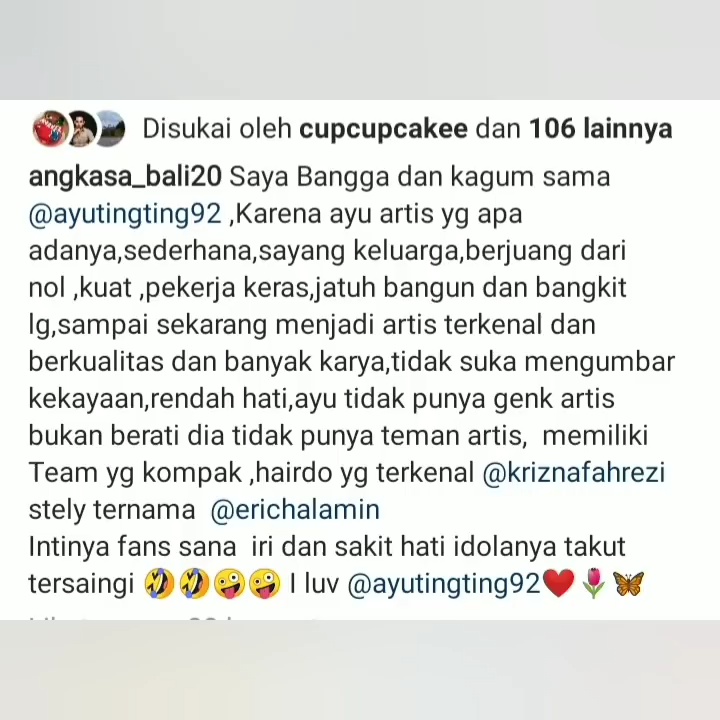 Disukai oleh cupcupcakee dan 106 lainnya
angkasa_bali20 Saya Bangga dan kagum sama
@ayutingting92 ,Karena ayu artis yg apa
adanya,sederhana,sayang keluarga,berjuang dari
nol ,kuat ,pekerja keras,jatuh bangun dan bangkit
lg,sampai sekarang menjadi artis terkenal dan
berkualitas dan banyak karya,tidak suka mengumbar
kekayaan,rendah hati,ayu tidak punya genk artis
bukan berati dia tidak punya teman artis,  memiliki
Team yg kompak ,hairdo yg terkenal @kriznafahrezi
stely ternama  @erichalamin
Intinya fans sana  iri dan sakit hati idolanya takut
tersaingi 🤣🤣🤪🤪 I luv @ayutingting92❤️🌷🦋